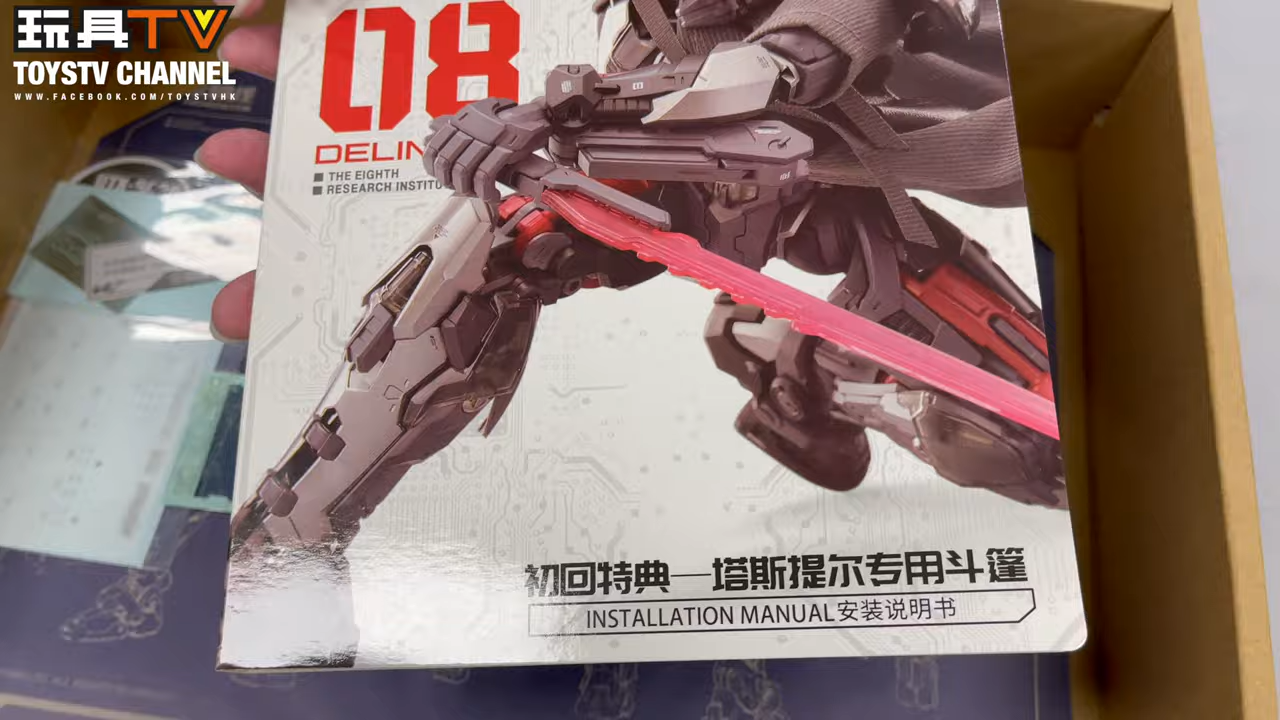 玩具TV
TOYSTV CHANNEL
WWW.FACEBOOK.COM/TOYSTVHK
08
DELIN
THE EIGHTH
RESEARCH INSTITU
初回特典—塔斯提尔专用斗篷
INSTALLATION MANUAL安装说明书